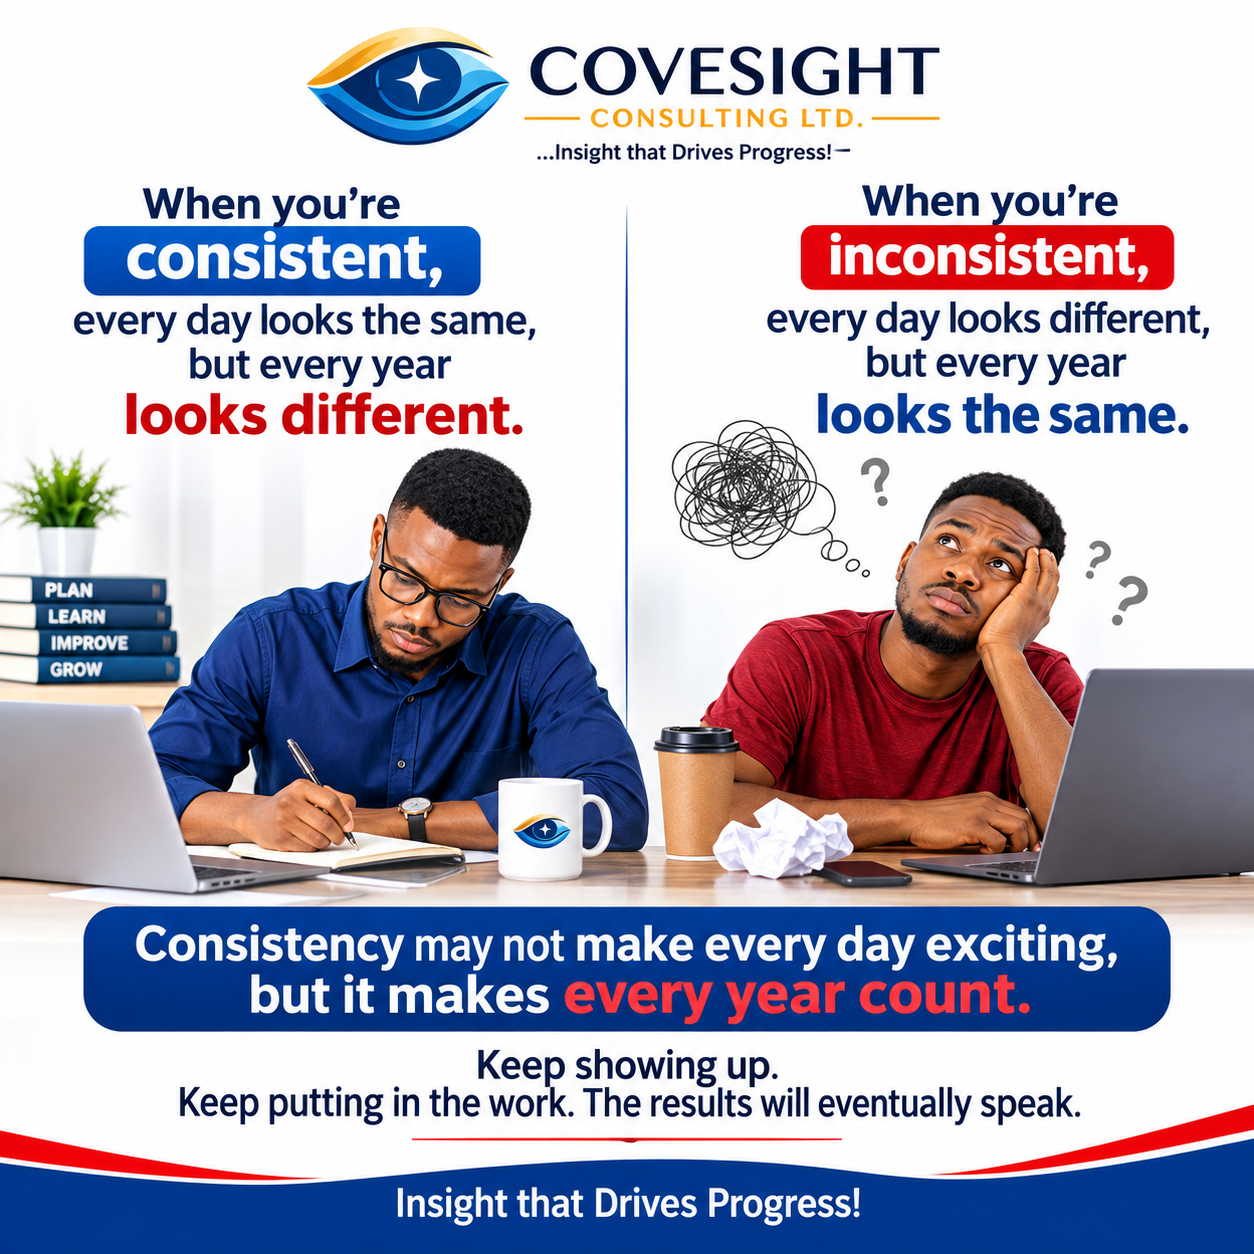 COVESIGHT
CONSULTING LTD.
...Insight that Drives Progress!
When you're
consistent,
every day looks the same,
but every year
looks different.
When you're
inconsistent,
every day looks different,
but every year
looks the same.
?
?
?
PLAN
LEARN
IMPROVE
GROW
Consistency may not make every day exciting,
but it makes every year count.
Keep showing up.
Keep putting in the work. The results will eventually speak.
Insight that Drives Progress!